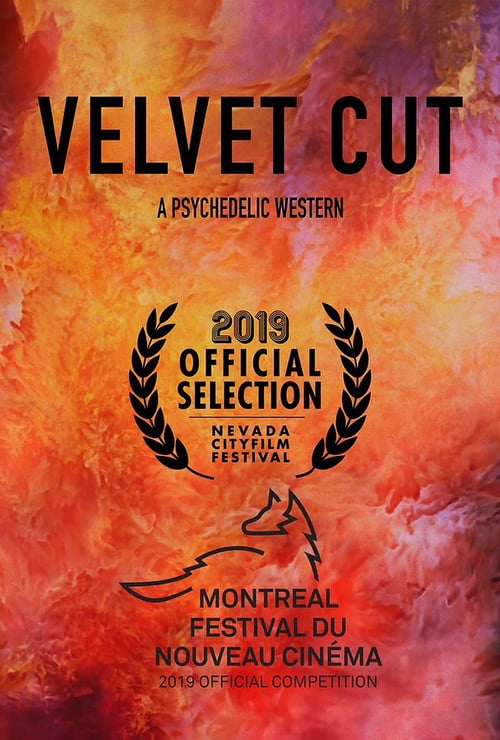 VELVET CUT
A PSYCHEDELIC WESTERN
2019
OFFICIAL
SELECTION
NEVADA
CITYFILM
FESTIVAL
MONTREAL
FESTIVAL DU
NOUVEAU CINÉMA
2019 OFFICIAL COMPETITION